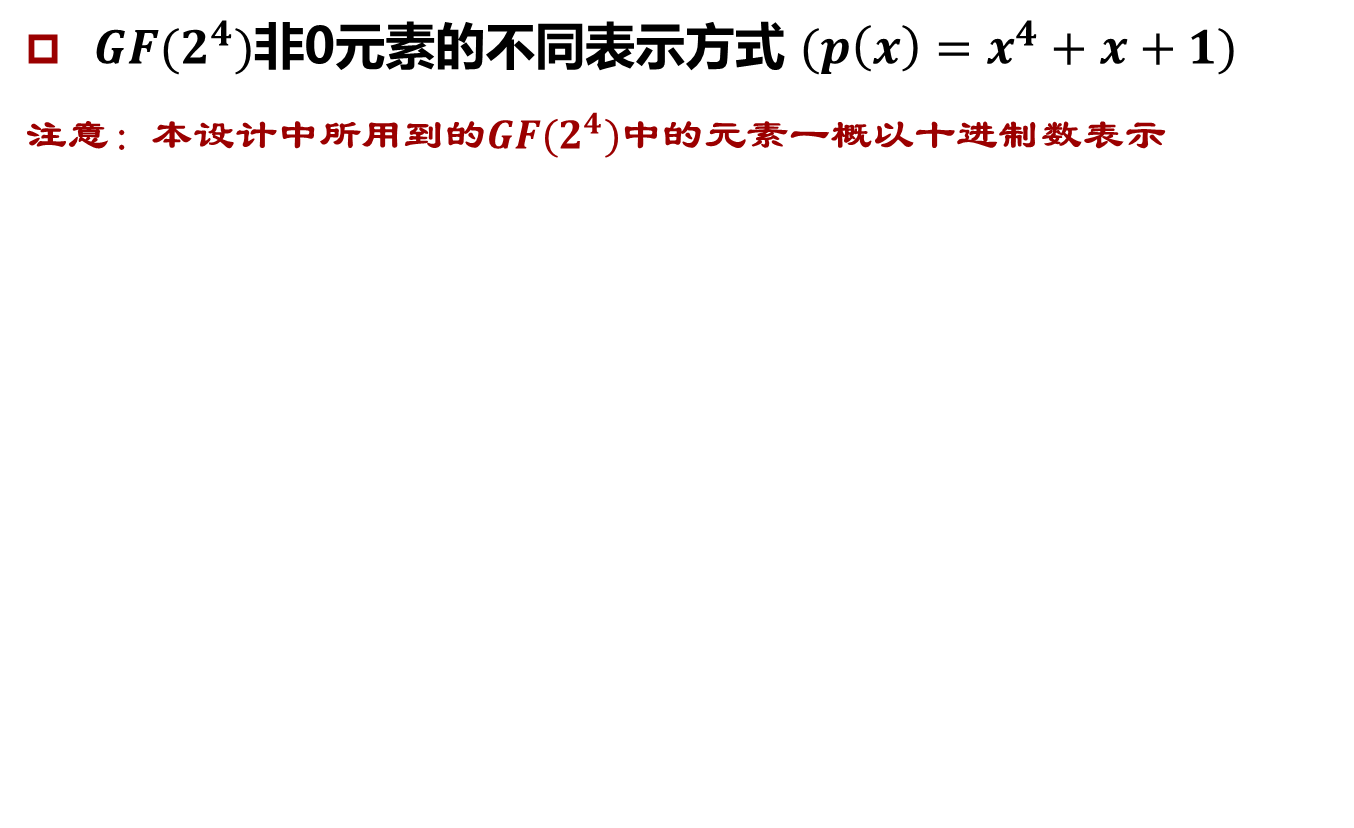 GF(2⁴)非0元素的不同表示方式 (p(x) = x⁴ + x + 1)
注意：本设计中所用到的GF(2⁴)中的元素一概以十进制数表示